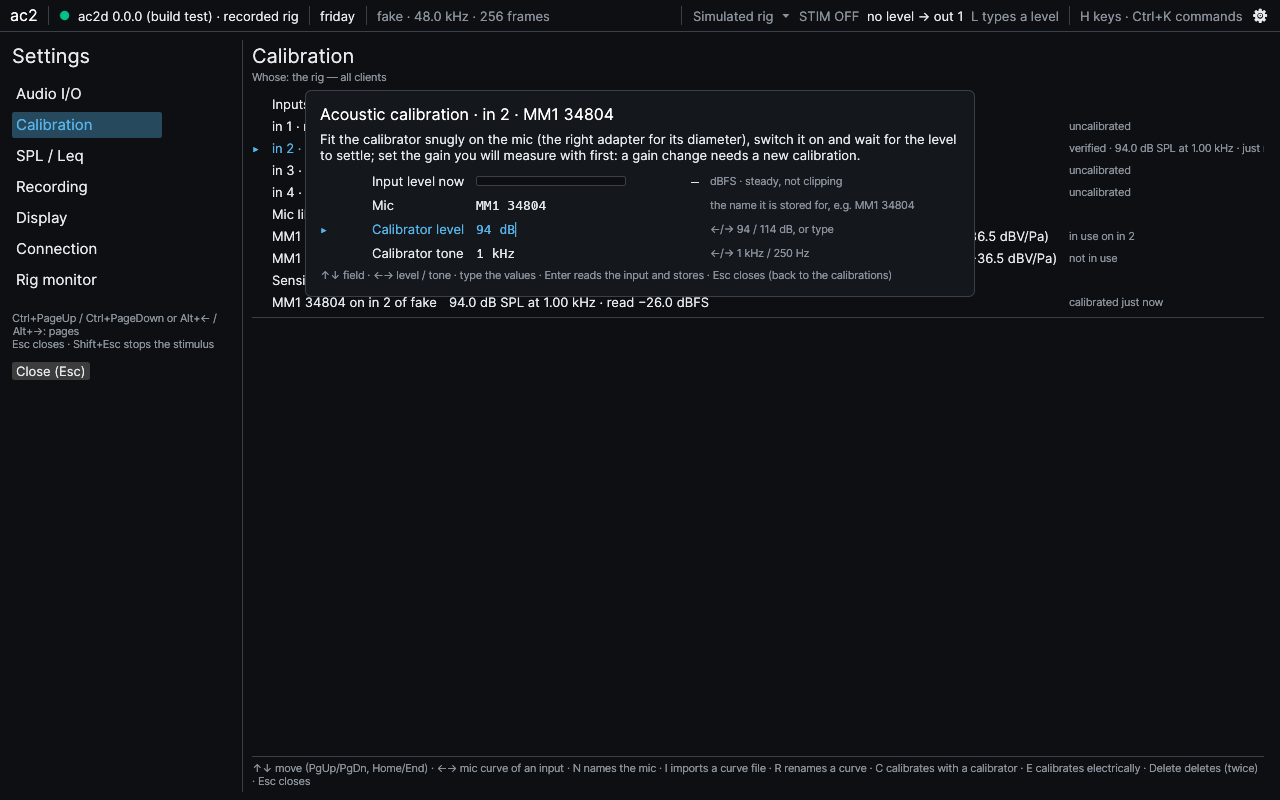 ac2 ac2d 0.0.0 (build test) · recorded rig friday fake · 48.0 kHz · 256 frames Simulated rig STIM OFF no level → out 1 L types a level H keys · Ctrl+K commands
Settings
Audio I/O
Calibration
SPL / Leq
Recording
Display
Connection
Rig monitor
Ctrl+PageUp / Ctrl+PageDown or Alt+← /
Alt+→: pages
Esc closes · Shift+Esc stops the stimulus
Close (Esc)
Calibration
Whose: the rig — all clients
Inputs
in 1 · uncalibrated
▸ in 2 · verified · 94.0 dB SPL at 1.00 kHz · just
in 3 · uncalibrated
in 4 · uncalibrated
Mic li
MM1 36.5 dBV/Pa) in use on in 2
MM1 −36.5 dBV/Pa) not in use
Sensi
MM1 34804 on in 2 of fake 94.0 dB SPL at 1.00 kHz · read −26.0 dBFS calibrated just now
Acoustic calibration · in 2 · MM1 34804
Fit the calibrator snugly on the mic (the right adapter for its diameter), switch it on and wait for the level
to settle; set the gain you will measure with first: a gain change needs a new calibration.
Input level now — dBFS · steady, not clipping
Mic MM1 34804 the name it is stored for, e.g. MM1 34804
▸ Calibrator level 94 dB ←/→ 94 / 114 dB, or type
Calibrator tone 1 kHz ←/→ 1 kHz / 250 Hz
↑↓ field · ←→ level / tone · type the values · Enter reads the input and stores · Esc closes (back to the calibrations)
↑↓ move (PgUp/PgDn, Home/End) · ←→ mic curve of an input · N names the mic · I imports a curve file · R renames a curve · C calibrates with a calibrator · E calibrates electrically · Delete deletes (twice)
· Esc closes